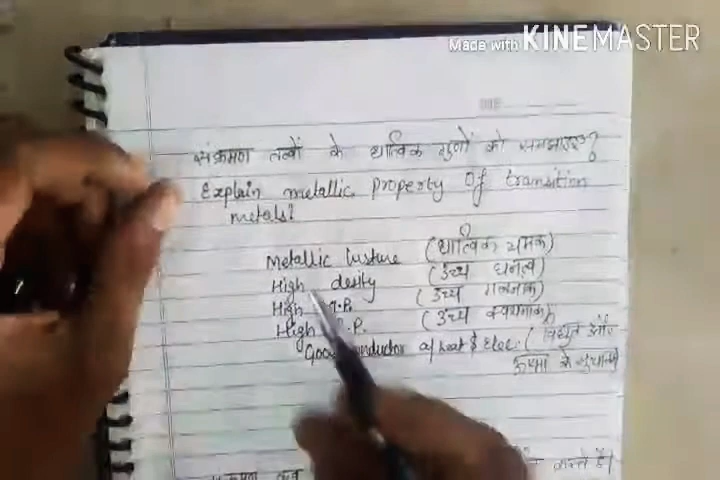 Made with KINEMASTER
संक्रमण तत्वों के धात्विक गुणों को समझाइए?
Explain metallic property of transition
metals?
Metallic lusture (धात्विक चमक)
High desity (उच्च घनत्व)
High M.P. (उच्च गलनांक)
High B.P. (उच्च क्वथनांक)
Good conductor of heat & Elec. (विद्युत और
ऊष्मा के सुचालक